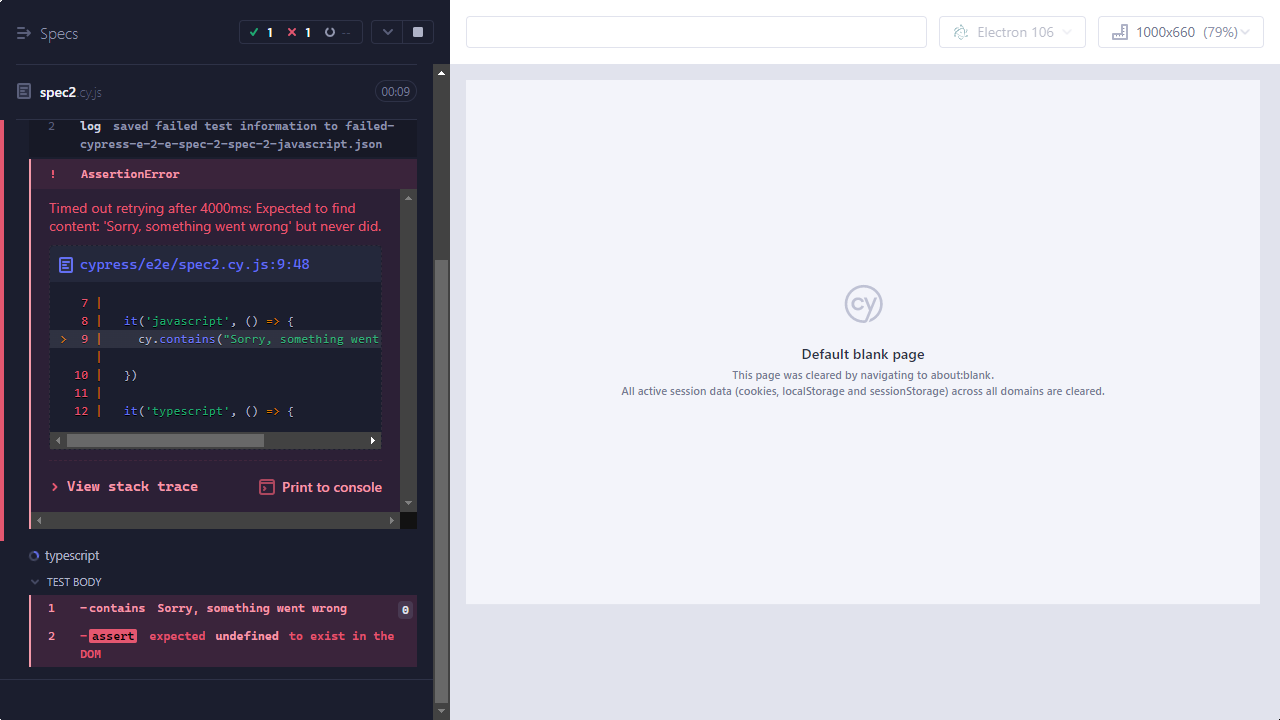 Specs
1
1
--
Electron 106
1000x660 (79%)
spec2.cy.js
00:09
2 log saved failed test information to failed-
cypress-e-2-e-spec-2-spec-2-javascript.json
! AssertionError
Timed out retrying after 4000ms: Expected to find
content: 'Sorry, something went wrong' but never did.
cypress/e2e/spec2.cy.js:9:48
7 |
8 | it('javascript', () => {
> 9 | cy.contains("Sorry, something went
|
10 | })
11 |
12 | it('typescript', () => {
> View stack trace
Print to console
typescript
TEST BODY
1 -contains Sorry, something went wrong 0
2 -assert expected undefined to exist in the
DOM
cy
Default blank page
This page was cleared by navigating to about:blank.
All active session data (cookies, localStorage and sessionStorage) across all domains are cleared.